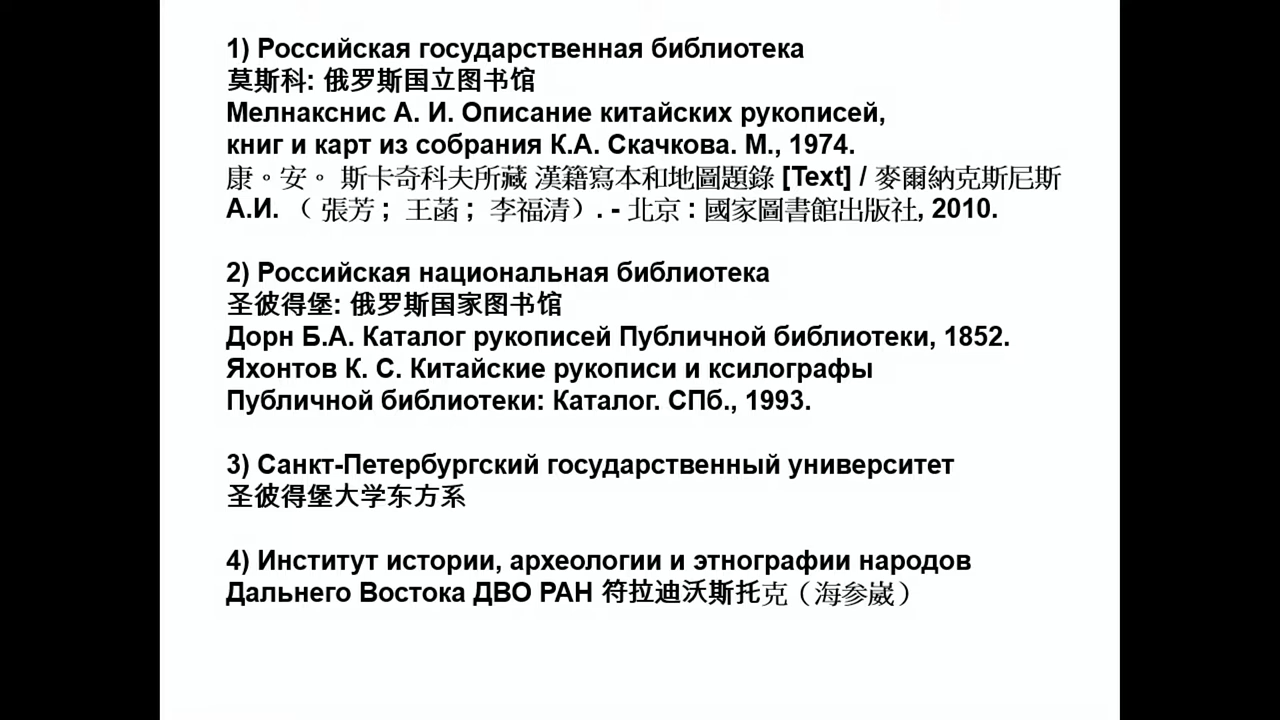 1) Российская государственная библиотека
莫斯科: 俄罗斯国立图书馆
Мелнакснис А. И. Описание китайских рукописей,
книг и карт из собрания К.А. Скачкова. М., 1974.
康。安。 斯卡奇科夫所藏 漢籍寫本和地圖題錄 [Text] / 麥爾納克斯尼斯
А.И. （ 張芳 ; 王菡 ; 李福清）. - 北京 : 國家圖書館出版社, 2010.
2) Российская национальная библиотека
圣彼得堡: 俄罗斯国家图书馆
Дорн Б.А. Каталог рукописей Публичной библиотеки, 1852.
Яхонтов К. С. Китайские рукописи и ксилографы
Публичной библиотеки: Каталог. СПб., 1993.
3) Санкт-Петербургский государственный университет
圣彼得堡大学东方系
4) Институт истории, археологии и этнографии народов
Дальнего Востока ДВО РАН 符拉迪沃斯托克（海参崴）